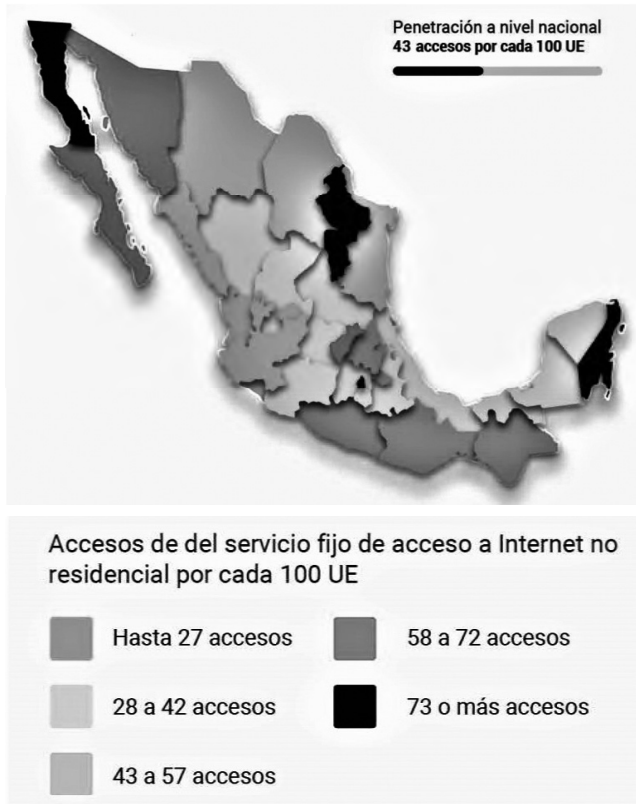 Penetración a nivel nacional
43 accesos por cada 100 UE
Accesos de del servicio fijo de acceso a Internet no
residencial por cada 100 UE
Hasta 27 accesos
58 a 72 accesos
28 a 42 accesos
73 o más accesos
43 a 57 accesos